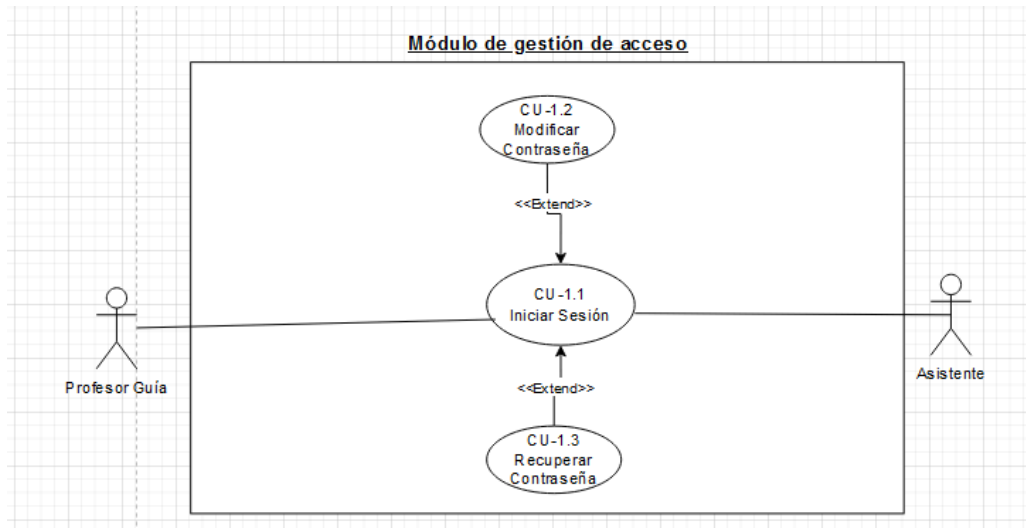 Módulo de gestión de acceso
CU-1.2
Modificar
Contraseña
<<Extend>>
CU-1.1
Iniciar Sesión
Profesor Guía
Asistente
<<Extend>>
CU-1.3
Recuperar
Contraseña